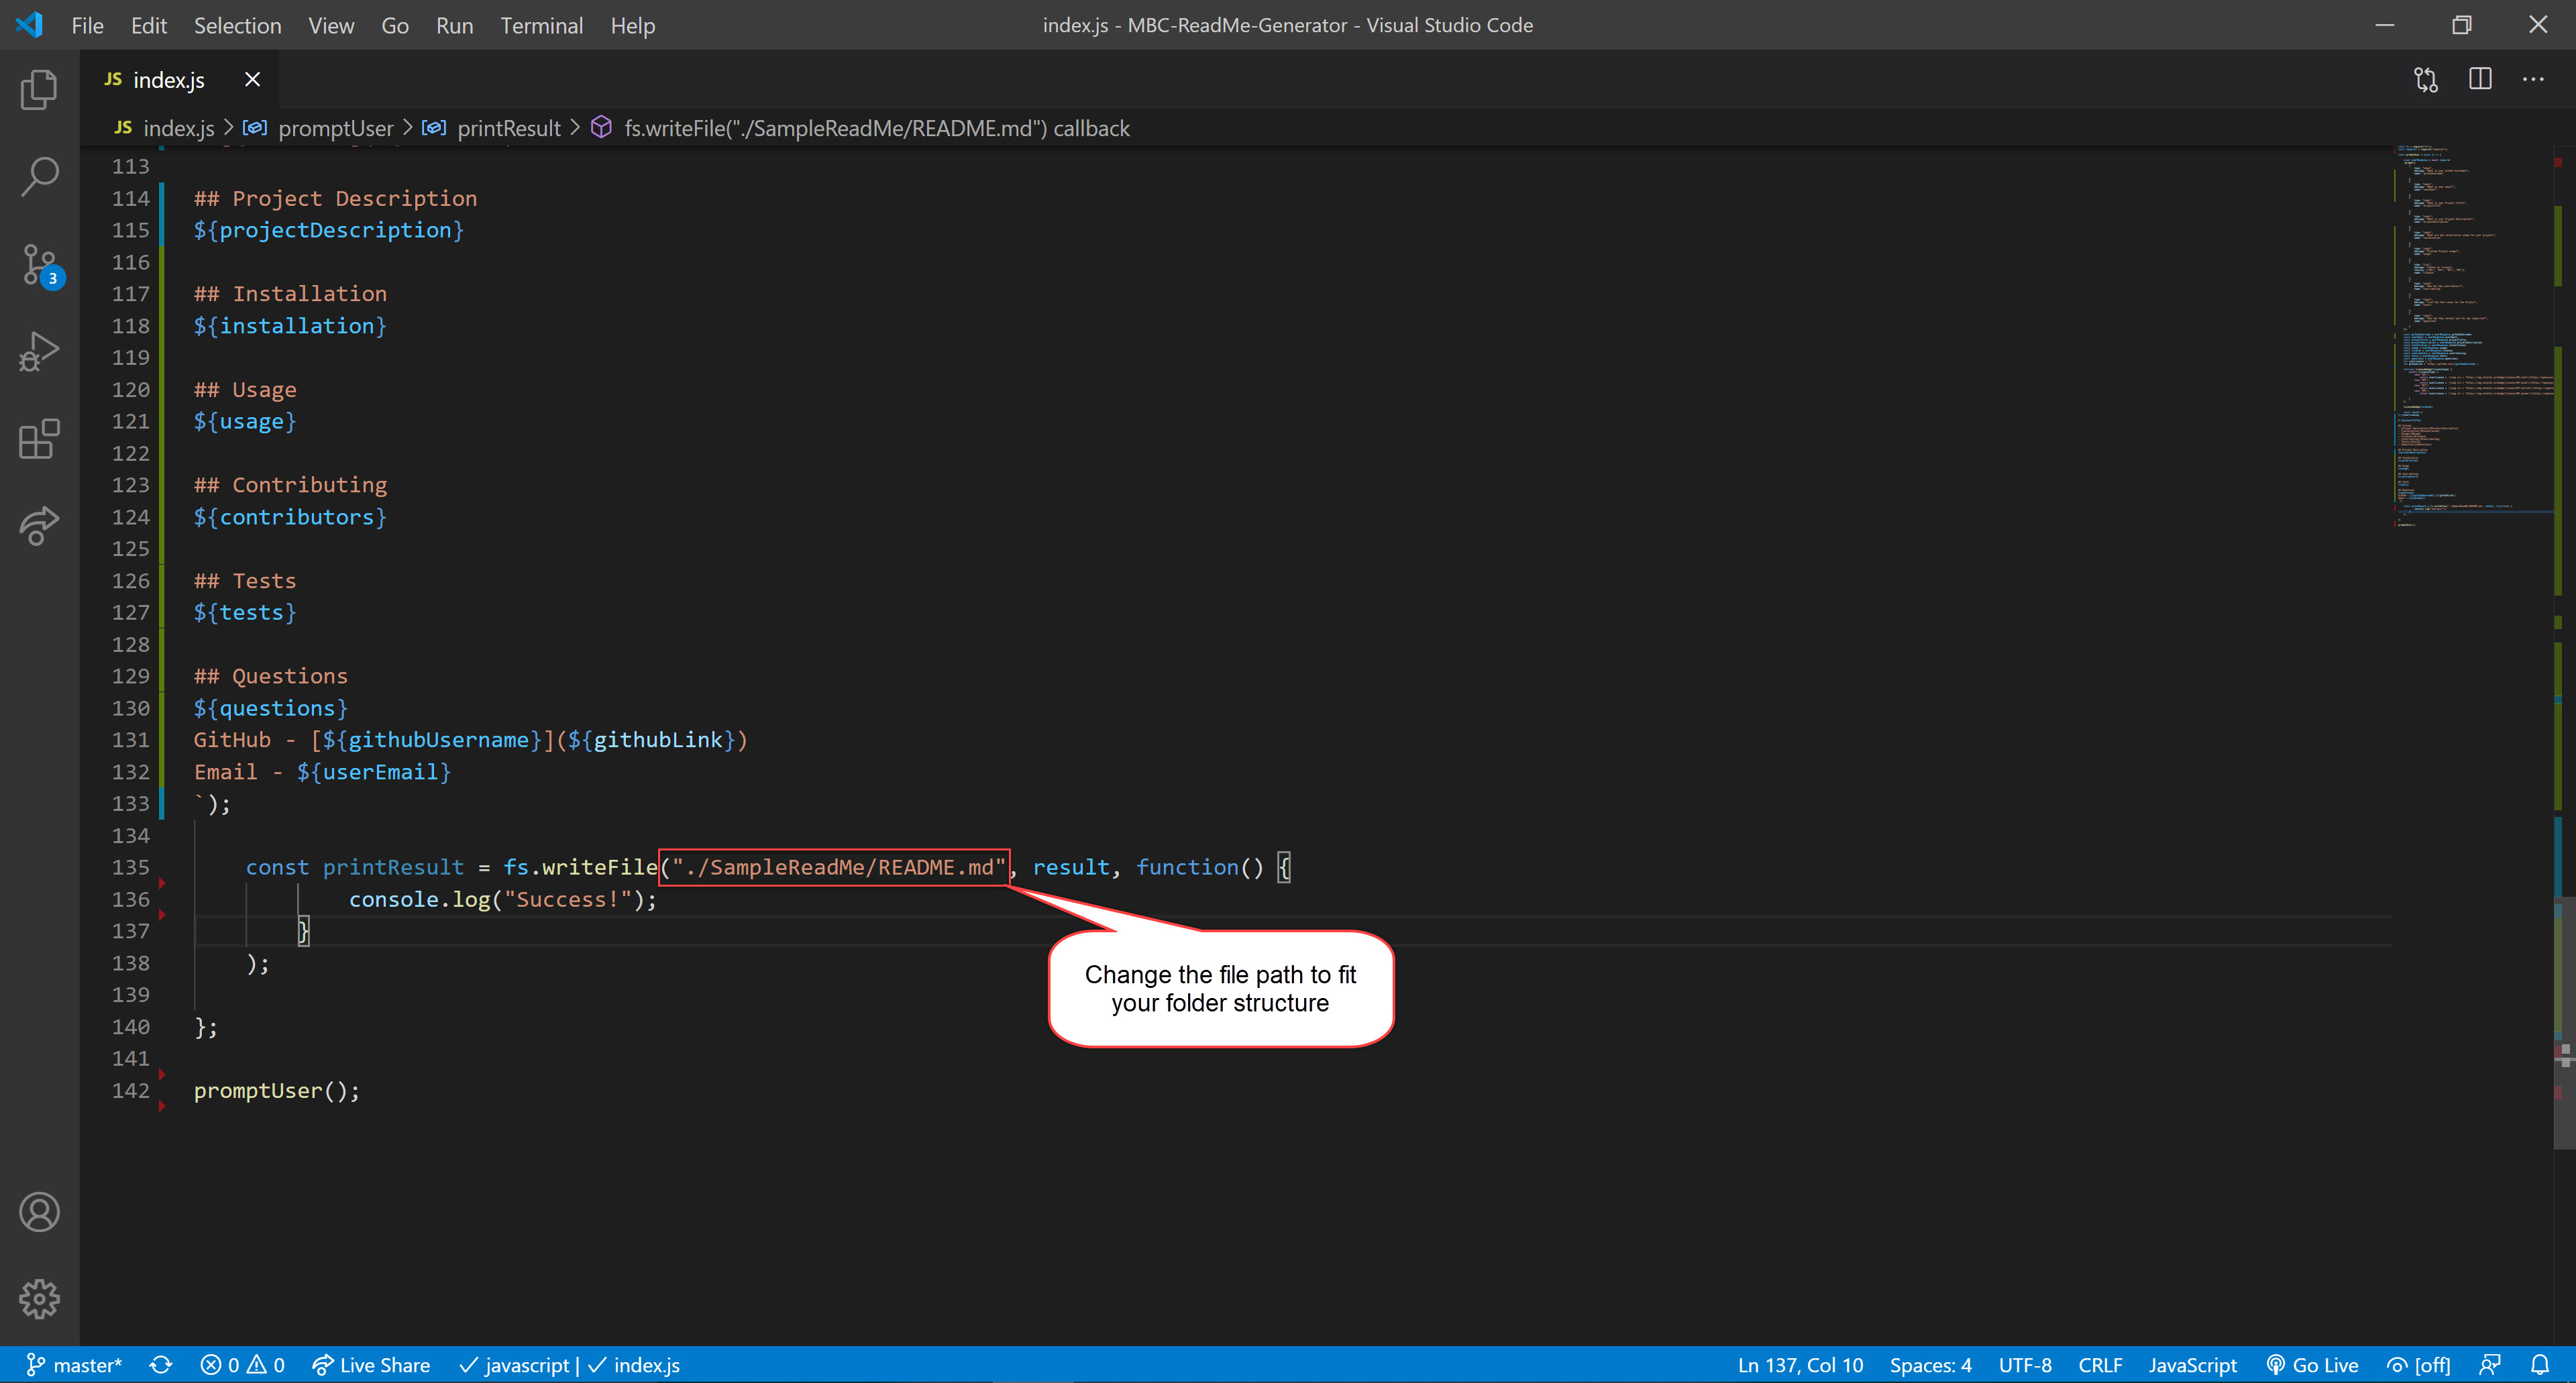 File Edit Selection View Go Run Terminal Help index.js - MBC-ReadMe-Generator - Visual Studio Code
JS index.js
JS index.js > promptUser > printResult > fs.writeFile("./SampleReadMe/README.md") callback
3
113
114 ## Project Description
115 ${projectDescription}
116
117 ## Installation
118 ${installation}
119
120 ## Usage
121 ${usage}
122
123 ## Contributing
124 ${contributors}
125
126 ## Tests
127 ${tests}
128
129 ## Questions
130 ${questions}
131 GitHub - [${githubUsername}](${githubLink})
132 Email - ${userEmail}
133 `);
134
135 const printResult = fs.writeFile("./SampleReadMe/README.md", result, function() {
136 console.log("Success!");
137 }
138 );
139
140 };
141
142 promptUser();
Change the file path to fit
your folder structure
master* 0 0 Live Share javascript | index.js Ln 137, Col 10 Spaces: 4 UTF-8 CRLF JavaScript Go Live [off]